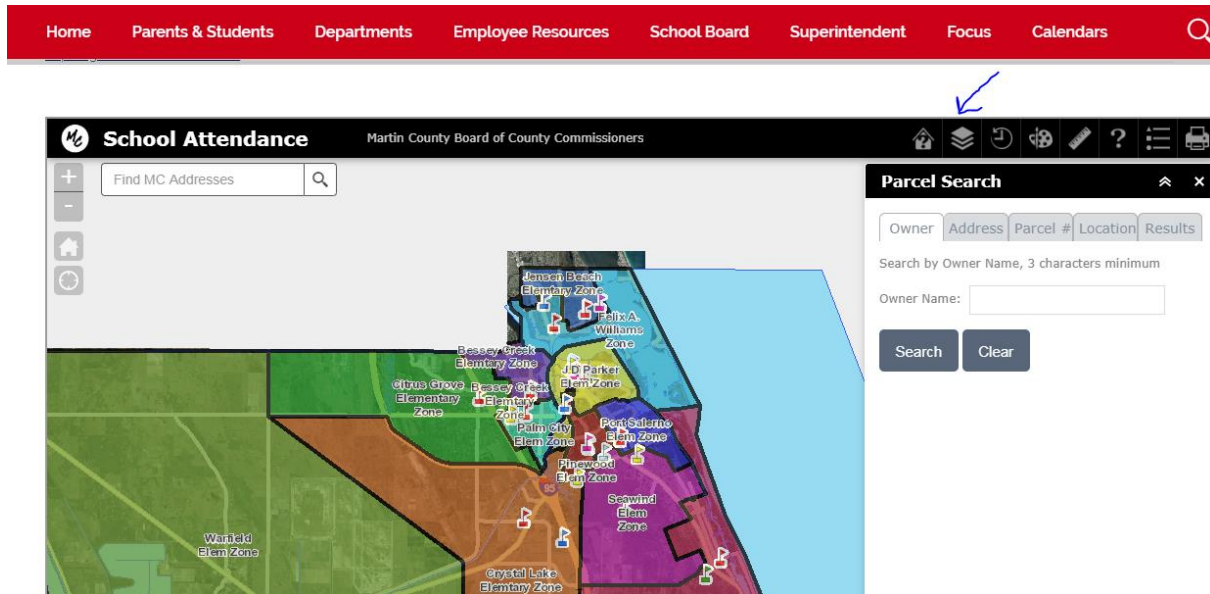 Home Parents & Students Departments Employee Resources School Board Superintendent Focus Calendars
MC School Attendance Martin County Board of County Commissioners
?
+
Find MC Addresses
-
Parcel Search
Owner Address Parcel # Location Results
Search by Owner Name, 3 characters minimum
Owner Name:
Search Clear
Jensen Beach
Elemtary Zone
Felix A.
Williams
Zone
Bessey Creek
Elemtary Zone
J.D Parker
Elem Zone
Citrus Grove
Elementary
Zone
Bessey Creek
Elemtary
Zone
Palm City
Elem Zone
Port Salerno
Elem Zone
Pinewood
Elem Zone
95
Seawind
Elem
Zone
Warfield
Elem Zone
Crystal Lake
Elemtary Zone